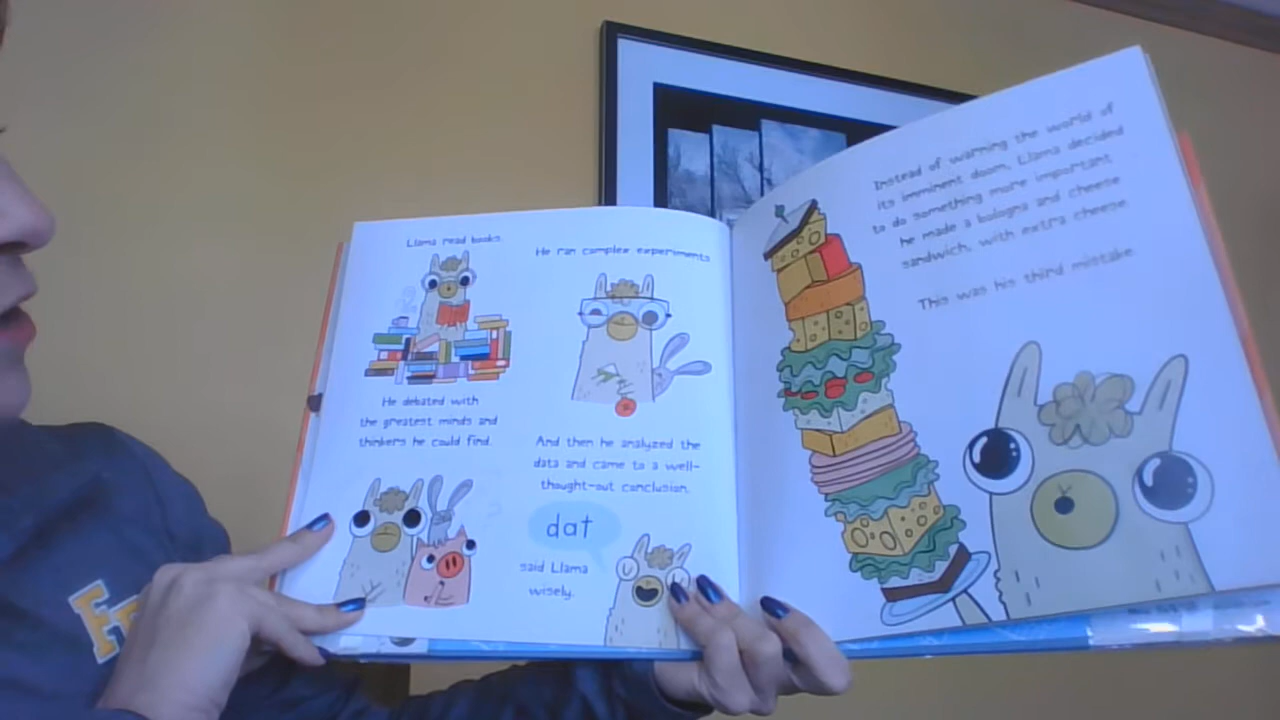 Llama read books.
He debated with
the greatest minds and
thinkers he could find.
He ran complex experiments
And then he analyzed the
data and came to a well-
thought-out conclusion.
dat
said Llama
wisely.
Instead of warning the world of
its imminent doom, Llama decided
to do something more important
he made a bologna and cheese
sandwich, with extra cheese.
This was his third mistake.